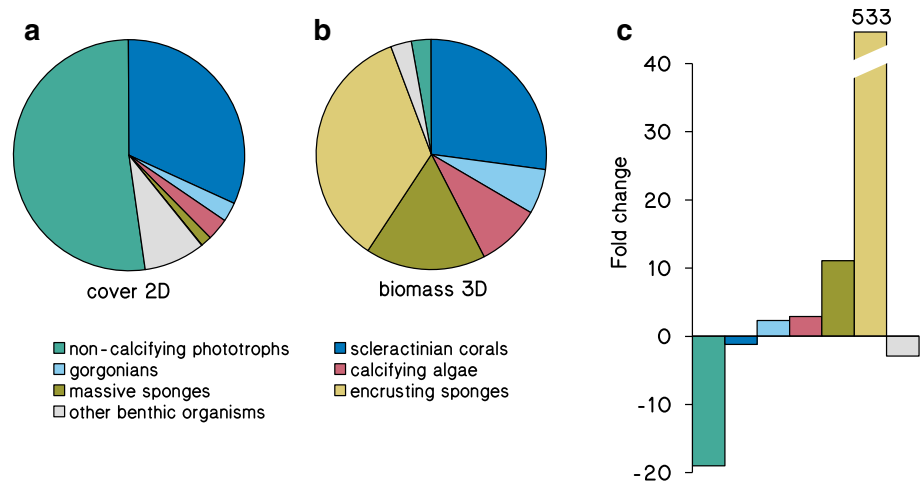 a
cover 2D
b
biomass 3D
non-calcifying phototrophs
scleractinian corals
gorgonians
calcifying algae
massive sponges
encrusting sponges
other benthic organisms
c
533
Fold change
40
30
20
10
0
-10
-20